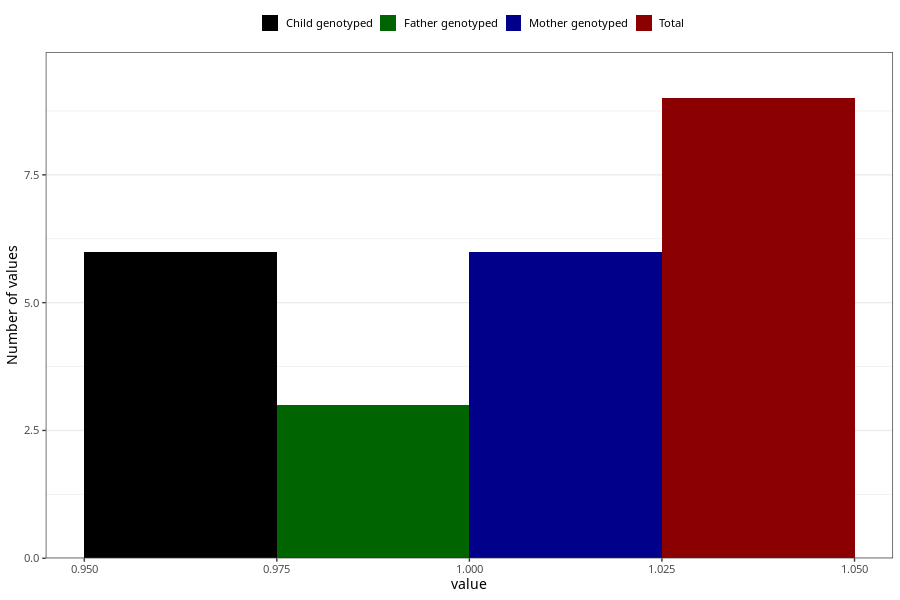 Child genotyped Father genotyped Mother genotyped Total
Number of values
7.5
5.0
2.5
0.0
0.950 0.975 1.000 1.025 1.050
value